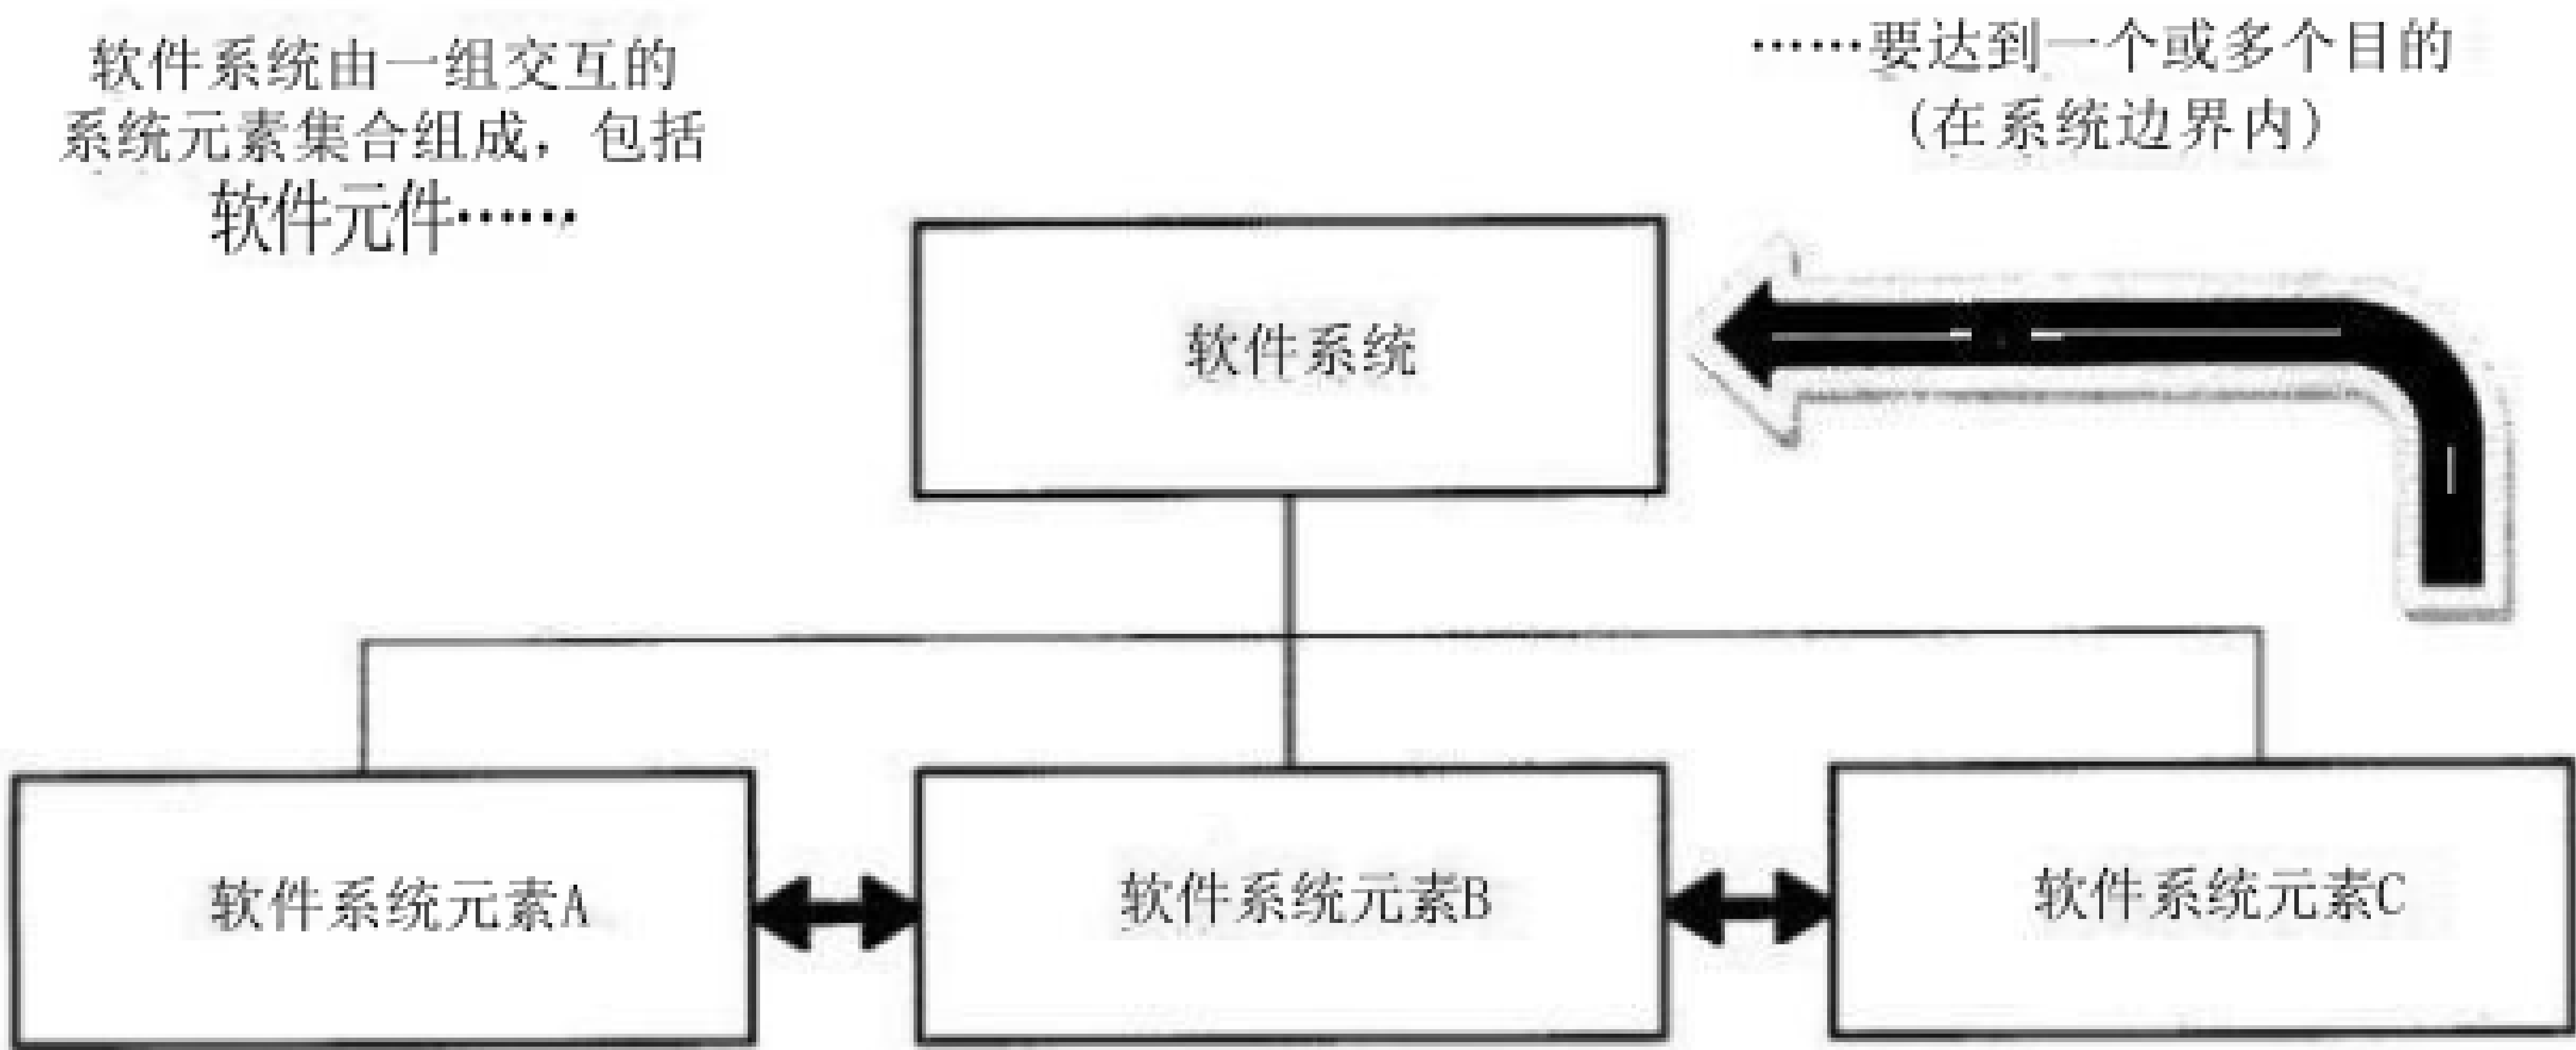 软件系统由一组交互的
系统元素集合组成，包括
软件元件……
……要达到一个或多个目的
(在系统边界内)
软件系统
软件系统元素A
软件系统元素B
软件系统元素C